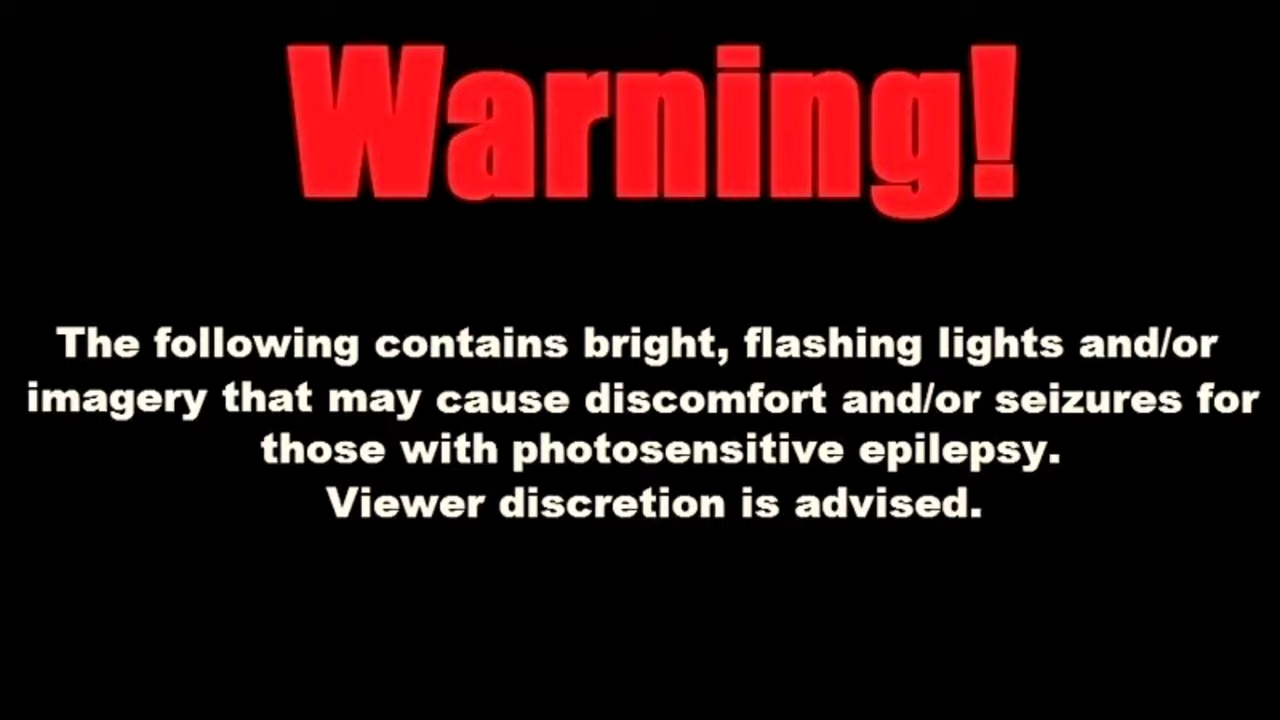 Warning!
The following contains bright, flashing lights and/or
imagery that may cause discomfort and/or seizures for
those with photosensitive epilepsy.
Viewer discretion is advised.